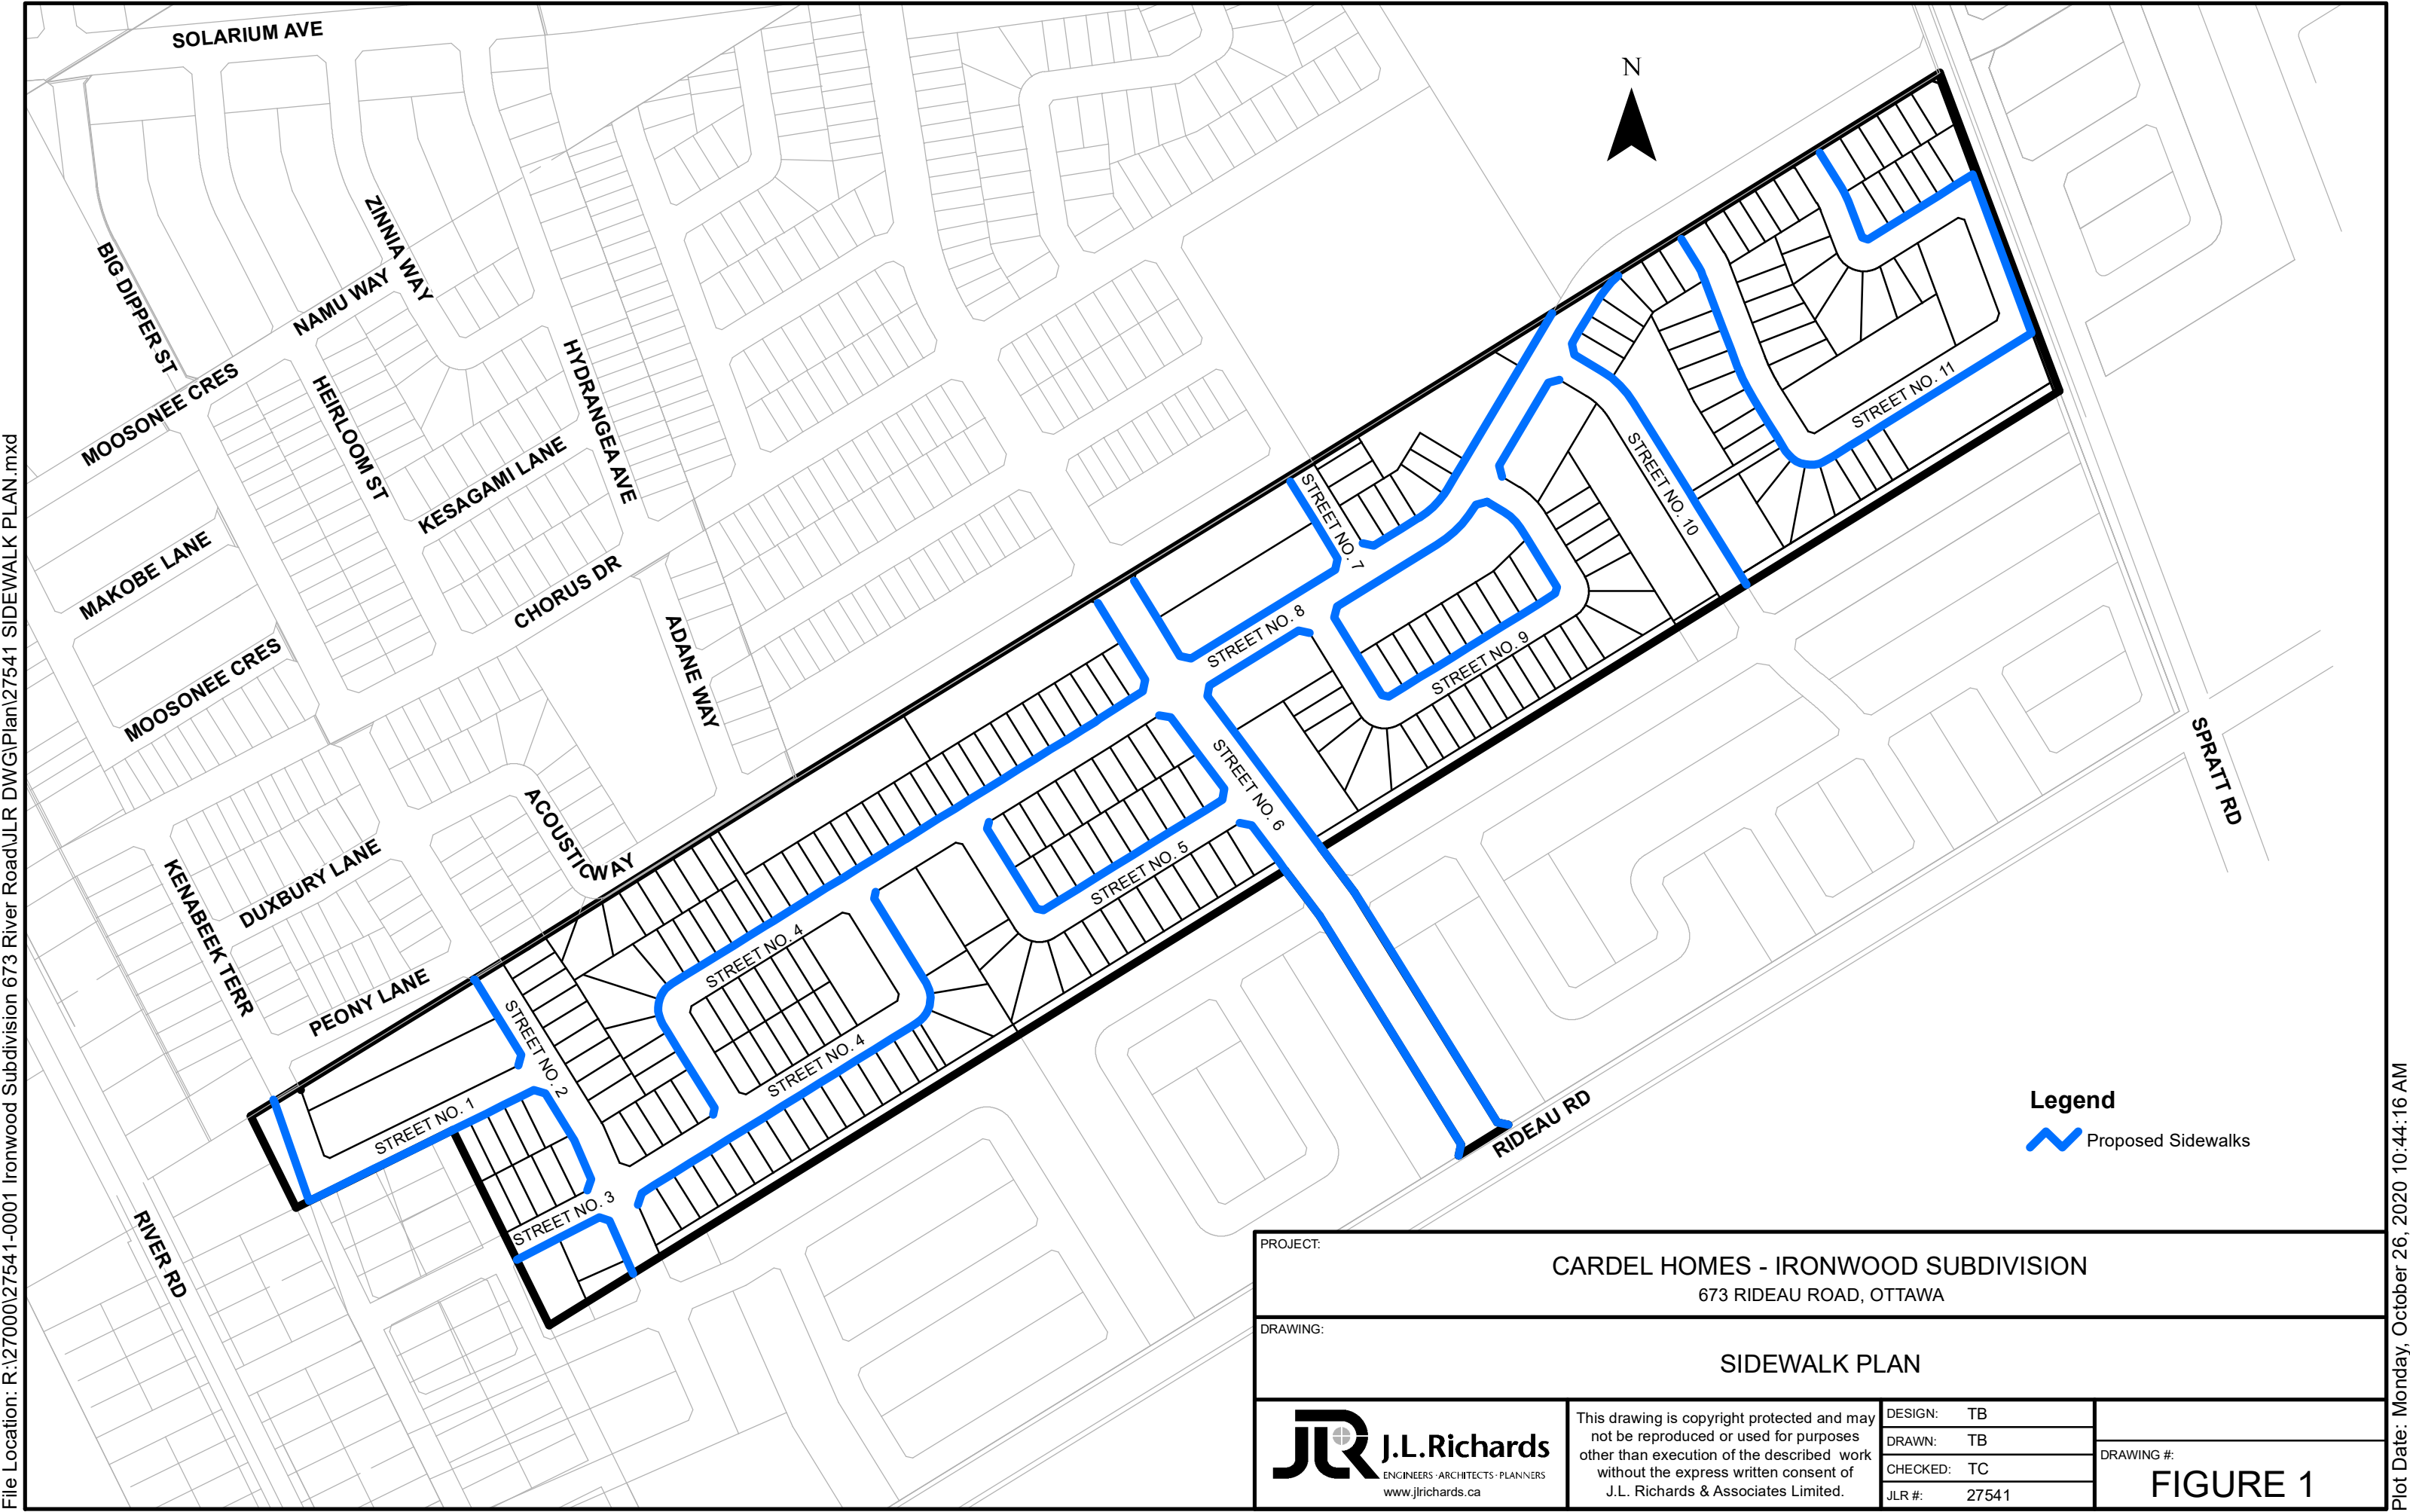 SOLARIUM AVE
N
ZINNIA WAY
BIG DIPPER ST
NAMU WAY
MOOSONEE CRES
HEIRLOOM ST
HYDRANGEA AVE
KESAGAMI LANE
MAKOBE LANE
CHORUS DR
MOOSONEE CRES
ADANE WAY
ACOUSTIC WAY
KENABEEK TERR
DUXBURY LANE
PEONY LANE
RIVER RD
SPRATT RD
RIDEAU RD
STREET NO. 11
STREET NO. 10
STREET NO. 7
STREET NO. 8
STREET NO. 9
STREET NO. 6
STREET NO. 5
STREET NO. 4
STREET NO. 4
STREET NO. 2
STREET NO. 1
STREET NO. 3
Legend
Proposed Sidewalks
PROJECT:
CARDEL HOMES - IRONWOOD SUBDIVISION
673 RIDEAU ROAD, OTTAWA
DRAWING:
SIDEWALK PLAN
JLR
J.L.Richards
ENGINEERS · ARCHITECTS · PLANNERS
www.jlrichards.ca
This drawing is copyright protected and may
not be reproduced or used for purposes
other than execution of the described work
without the express written consent of
J.L. Richards & Associates Limited.
DESIGN: TB
DRAWN: TB
CHECKED: TC
JLR #: 27541
DRAWING #:
FIGURE 1
File Location: R:\27000\27541-0001 Ironwood Subdivision 673 River Road\JLR DWG\Plan\27541 SIDEWALK PLAN.mxd
Plot Date: Monday, October 26, 2020 10:44:16 AM